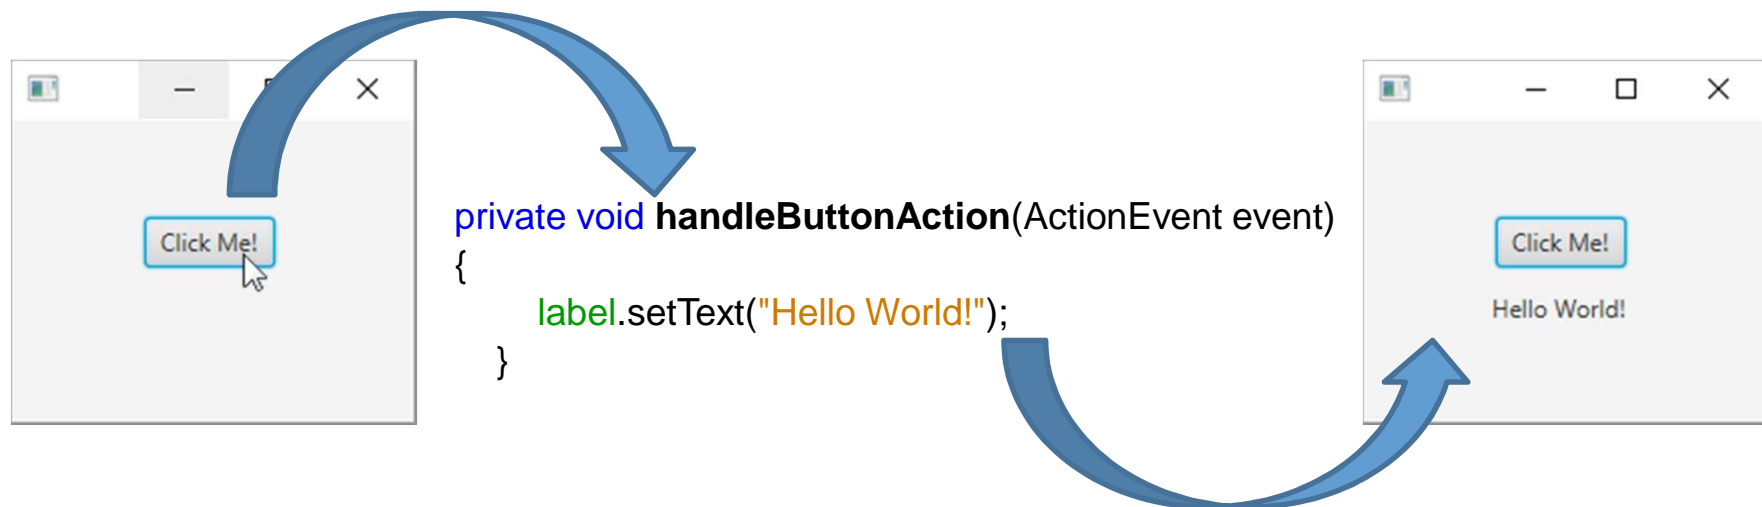 Click Me!
private void handleButtonAction(ActionEvent event)
{
label.setText("Hello World!");
}
Click Me!
Hello World!